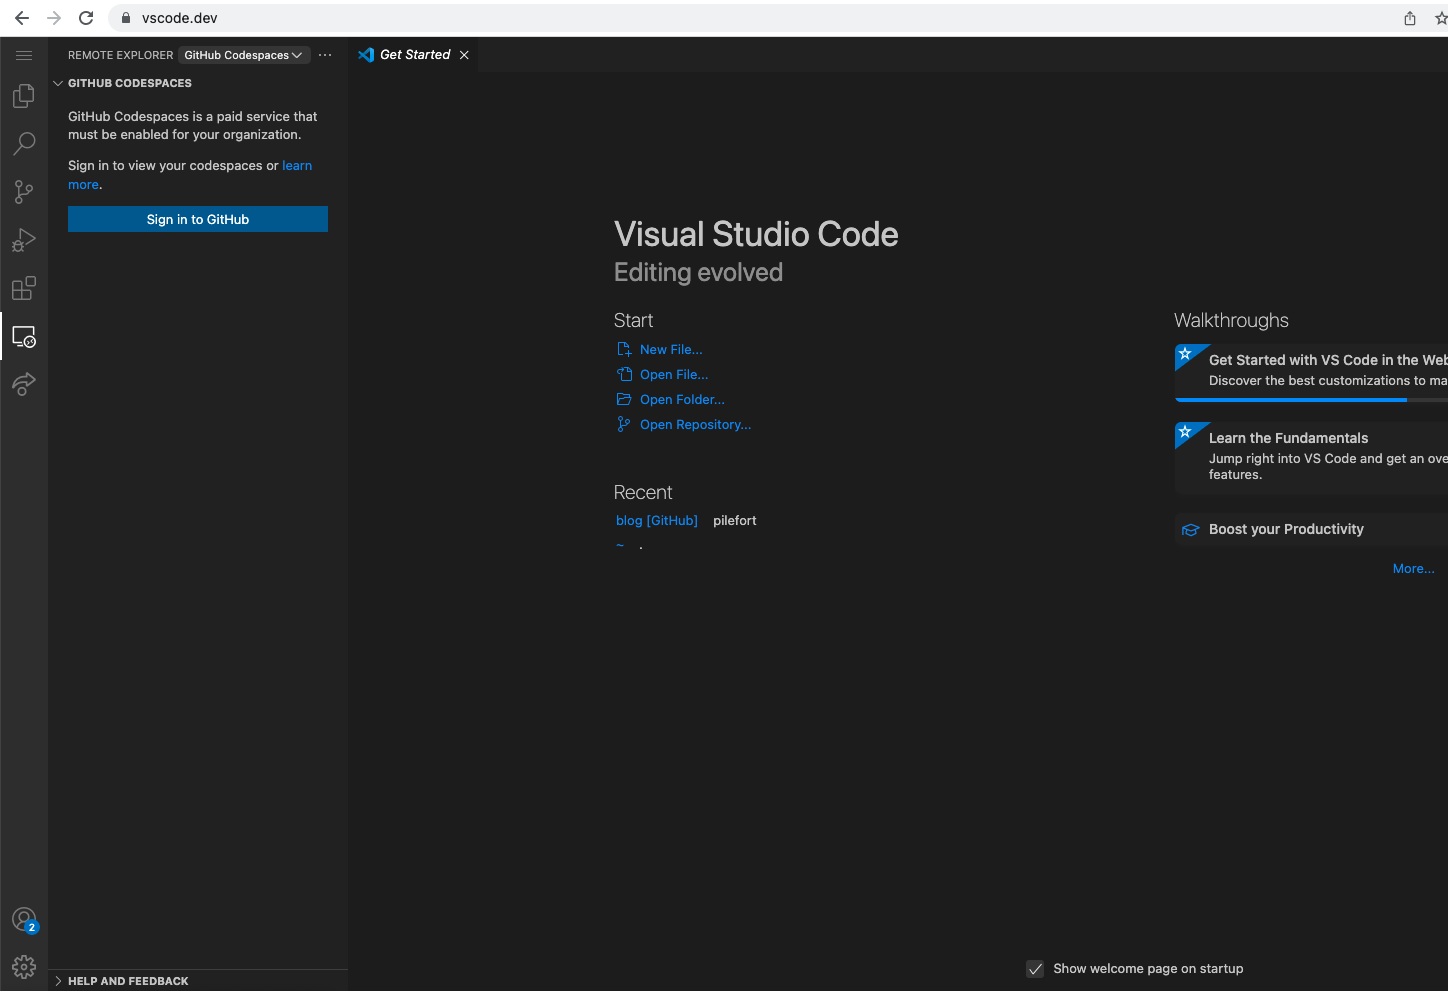 vscode.dev
REMOTE EXPLORER GitHub Codespaces ...
Get Started
GITHUB CODESPACES
GitHub Codespaces is a paid service that
must be enabled for your organization.
Sign in to view your codespaces or learn
more.
Sign in to GitHub
Visual Studio Code
Editing evolved
Start
New File...
Open File...
Open Folder...
Open Repository...
Recent
blog [GitHub] pilefort
~ .
Walkthroughs
Get Started with VS Code in the Web
Discover the best customizations to ma
Learn the Fundamentals
Jump right into VS Code and get an ove
features.
Boost your Productivity
More...
2
Show welcome page on startup
HELP AND FEEDBACK